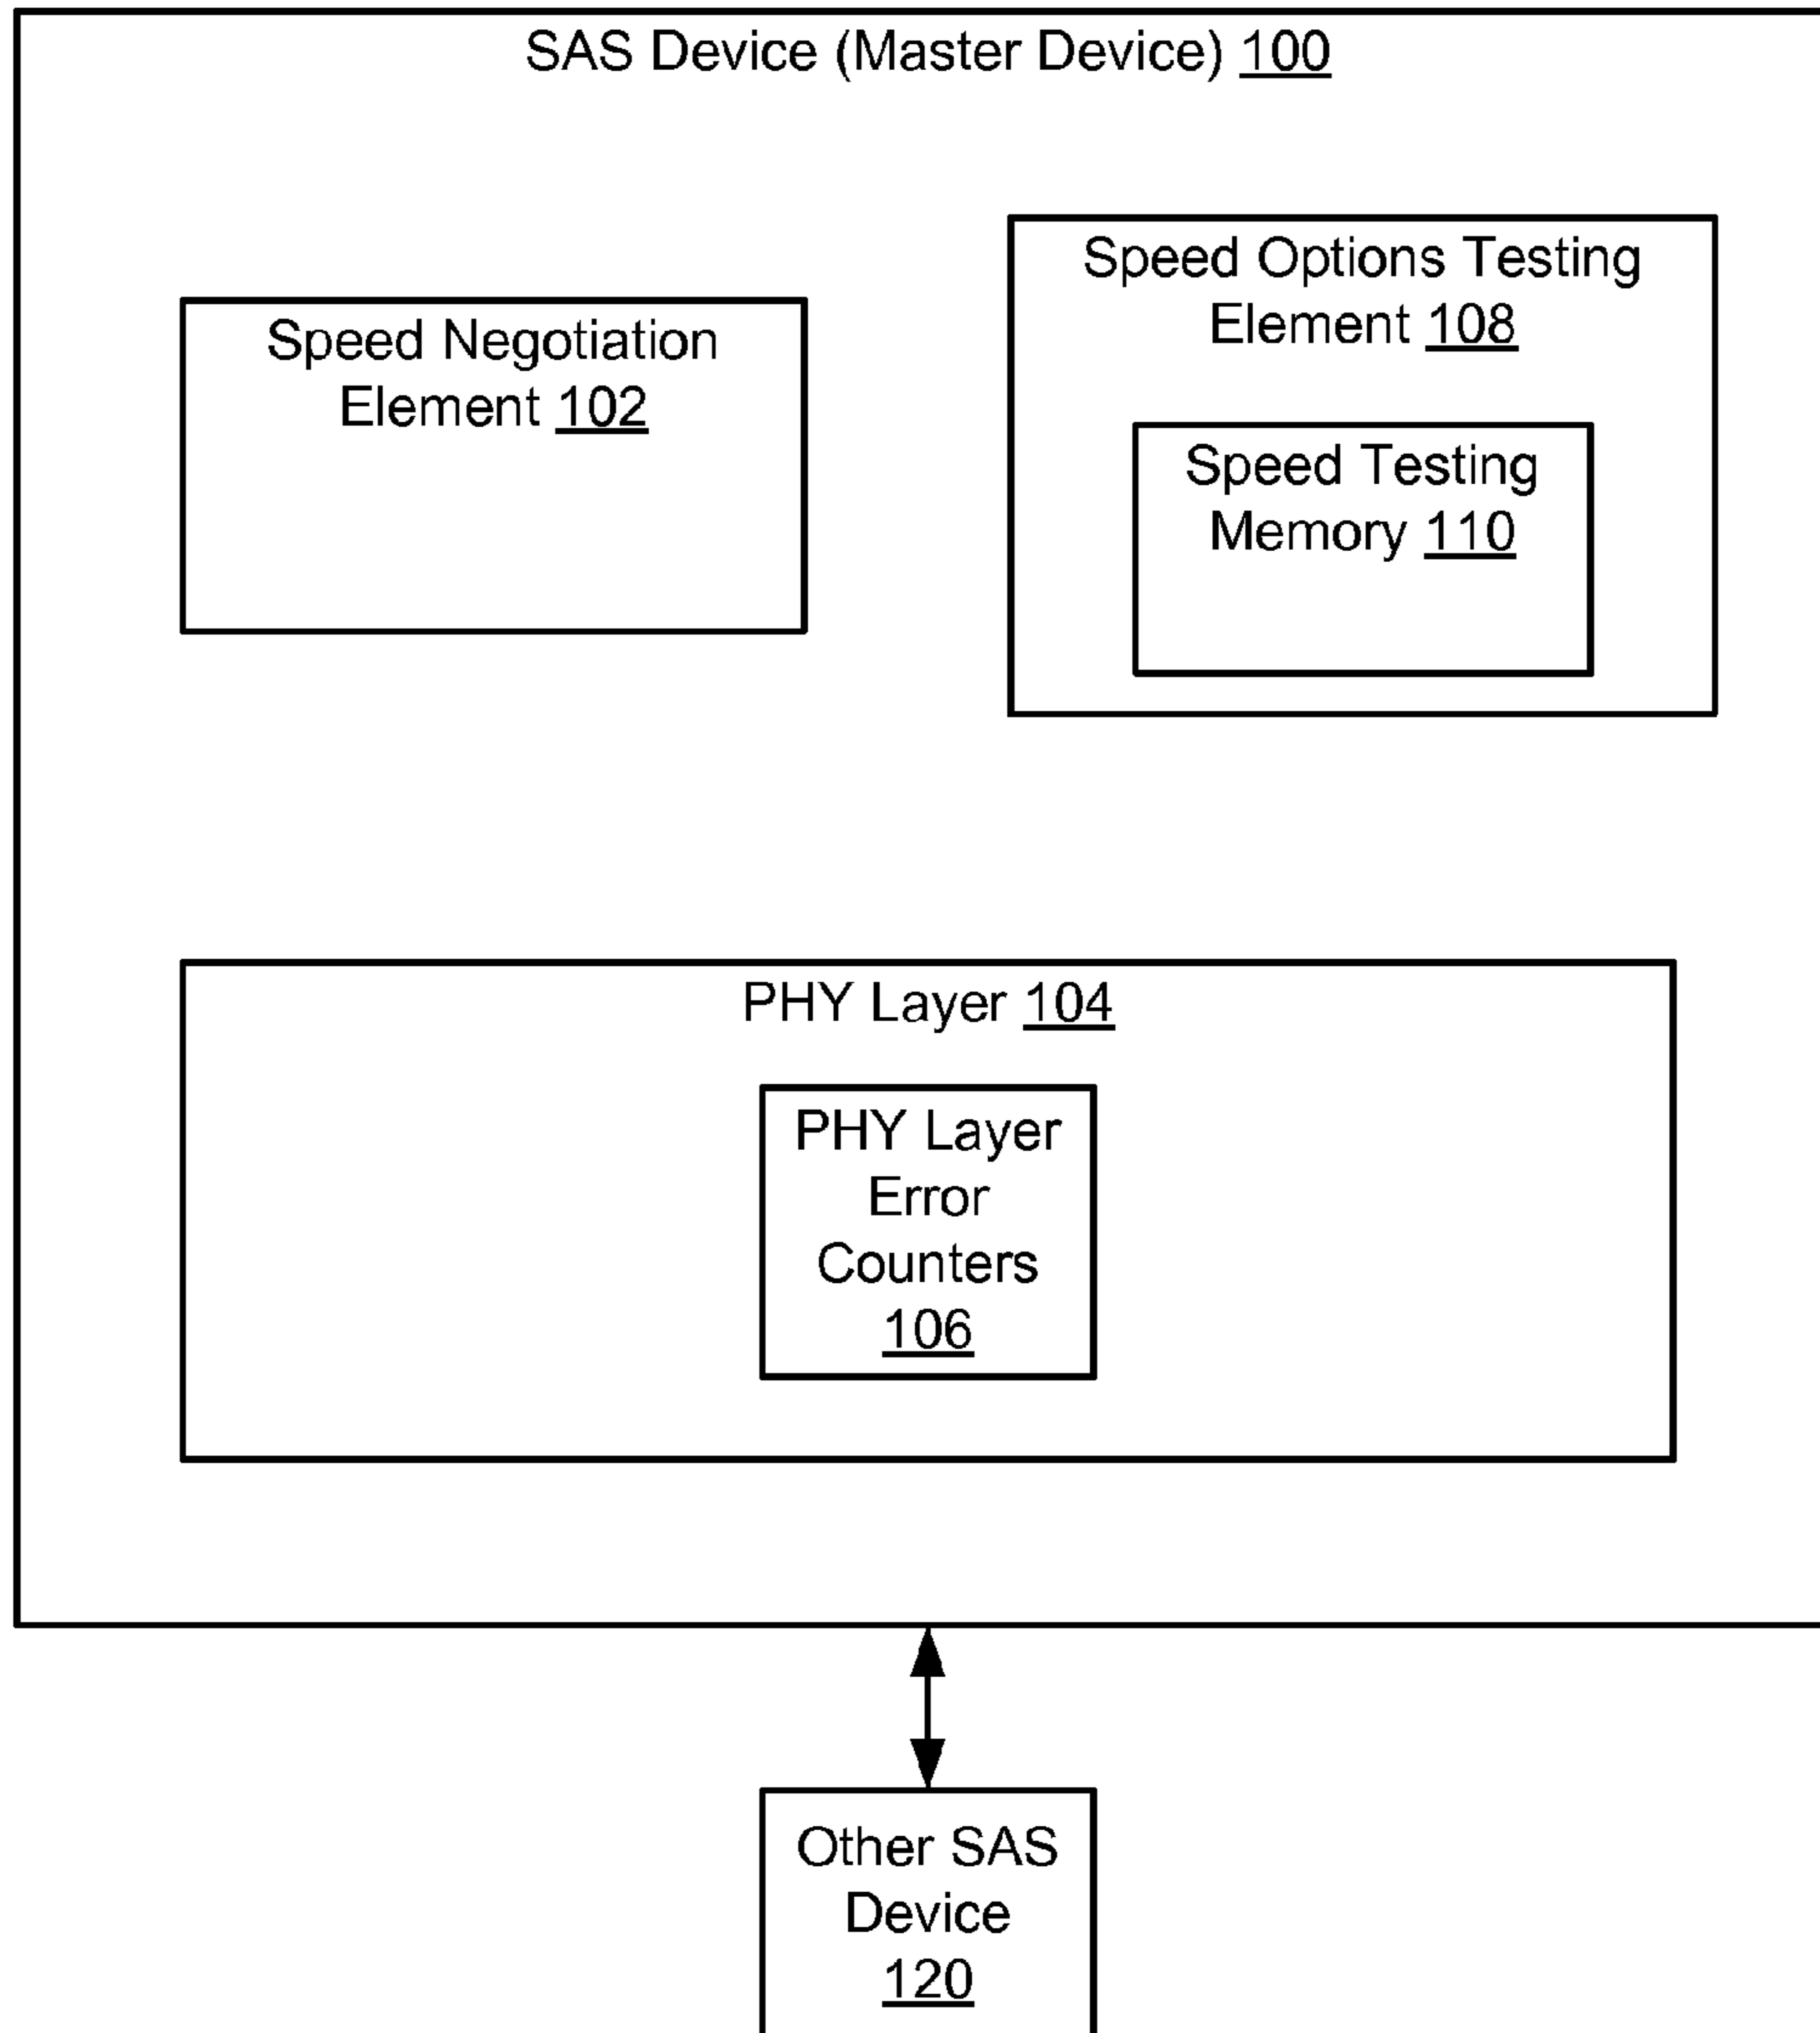 SAS Device (Master Device) 100
Speed Negotiation
Element 102
Speed Options Testing
Element 108
Speed Testing
Memory 110
PHY Layer 104
PHY Layer
Error
Counters
106
Other SAS
Device
120